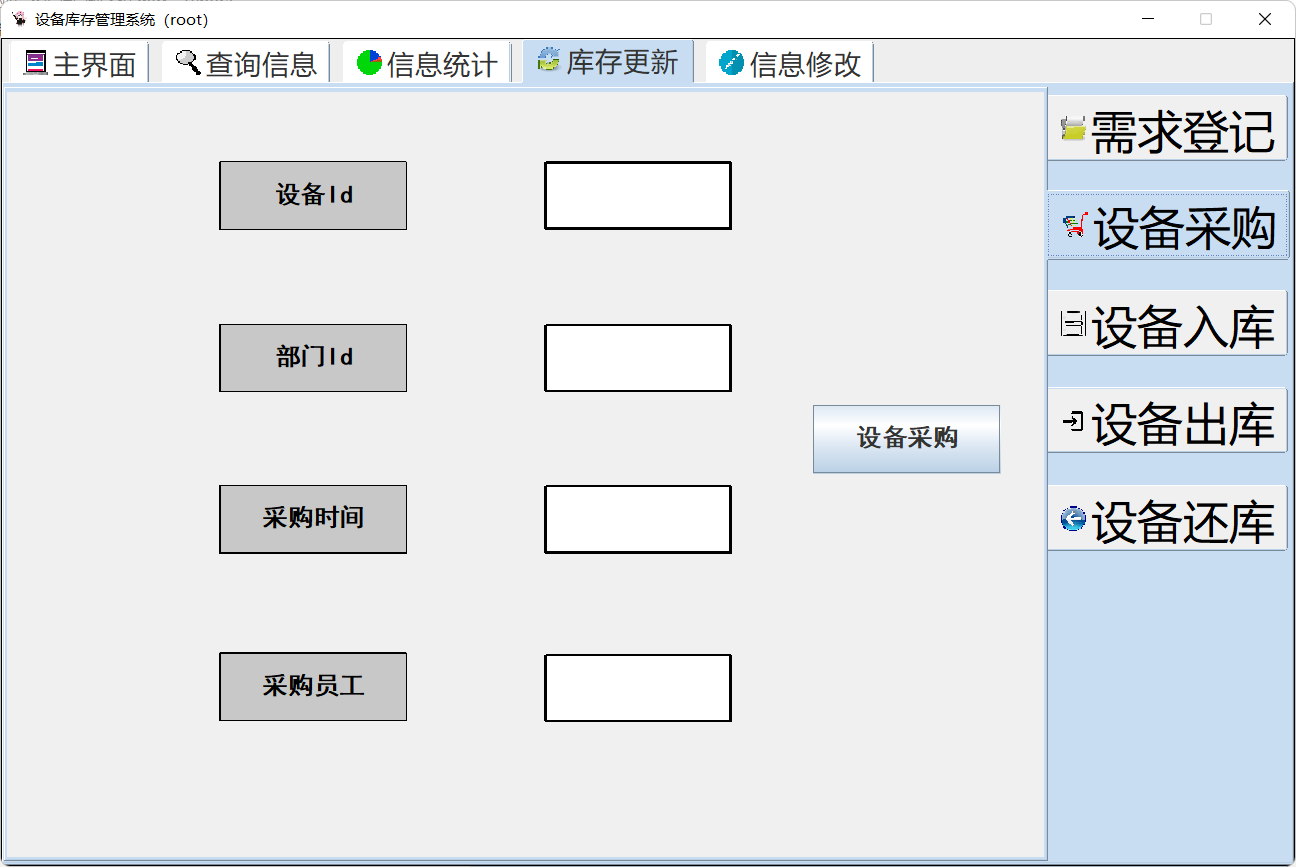 设备库存管理系统（root）
主界面 查询信息 信息统计 库存更新 信息修改
需求登记
设备Id
设备采购
设备入库
部门Id
设备出库
设备采购
采购时间
设备还库
采购员工